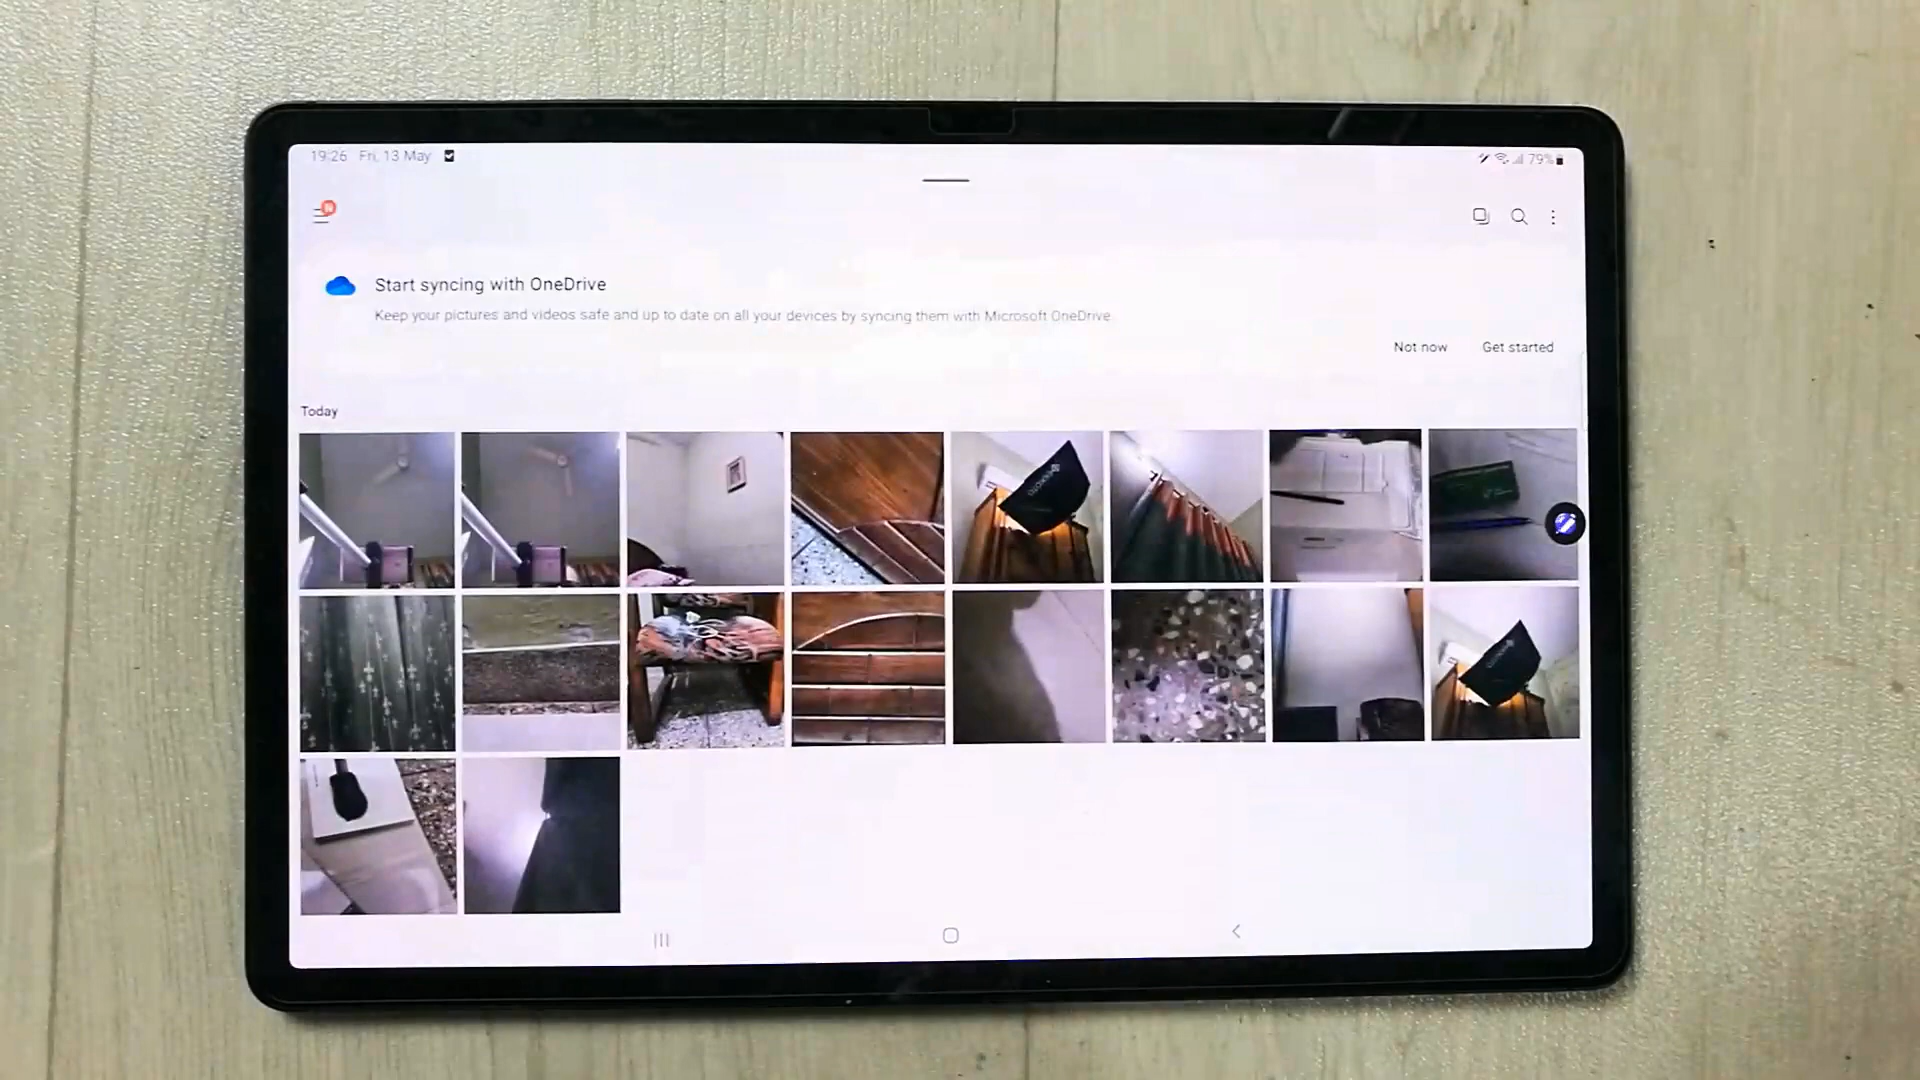 19:26 Fri, 13 May
79%
N
Start syncing with OneDrive
Keep your pictures and videos safe and up to date on all your devices by syncing them with Microsoft OneDrive.
Not now Get started
Today